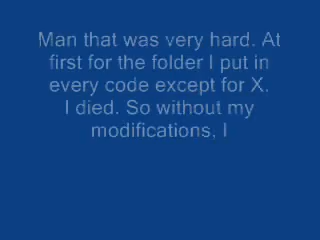 Man that was very hard. At
first for the folder I put in
every code except for X.
I died. So without my
modifications, I